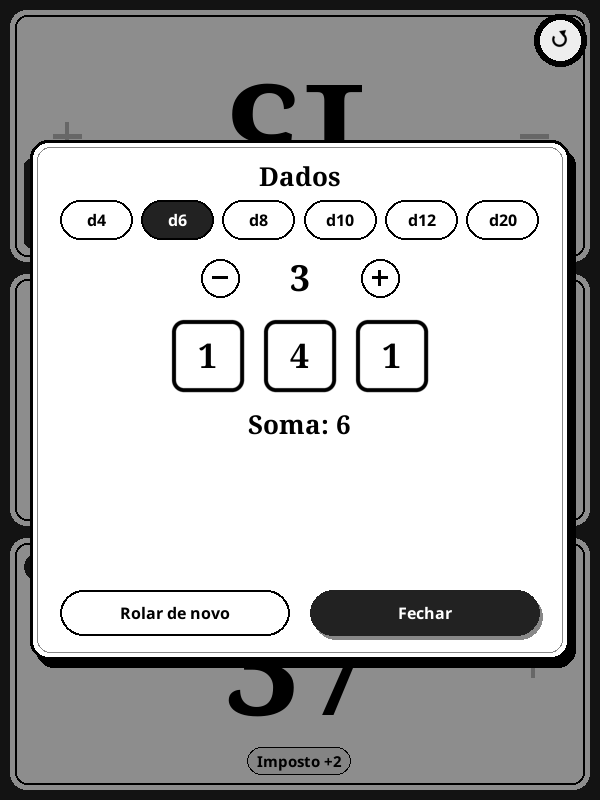 Dados
d4 d6 d8 d10 d12 d20
− 3 +
1 4 1
Soma: 6
Rolar de novo Fechar
Imposto +2